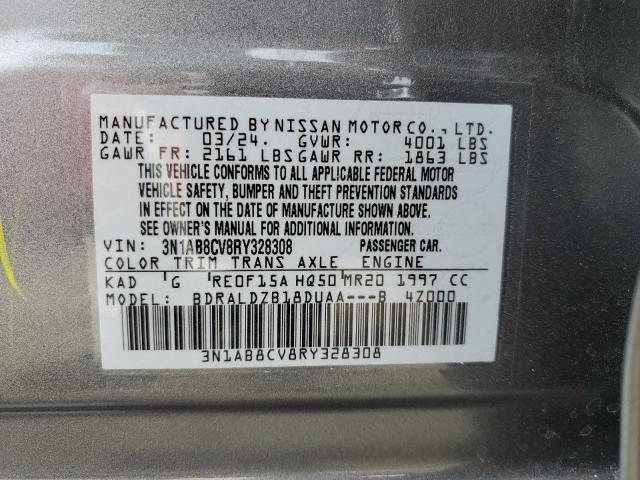 MANUFACTURED BY NISSAN MOTOR CO., LTD.
DATE: 03/24. GVWR: 4001 LBS
GAWR FR: 2161 LBS GAWR RR: 1863 LBS
THIS VEHICLE CONFORMS TO ALL APPLICABLE FEDERAL MOTOR
VEHICLE SAFETY, BUMPER AND THEFT PREVENTION STANDARDS
IN EFFECT ON THE DATE OF MANUFACTURE SHOWN ABOVE.
SEE OWNER'S MANUAL FOR ADDITIONAL INFORMATION.
VIN: 3N1AB8CV8RY328308 PASSENGER CAR.
COLOR TRIM TRANS AXLE ENGINE
KAD G RE0F15A HQ50 MR20 1997 CC
MODEL: BDRALDZB18DUAA---B 4Z000
3N1AB8CV8RY328308